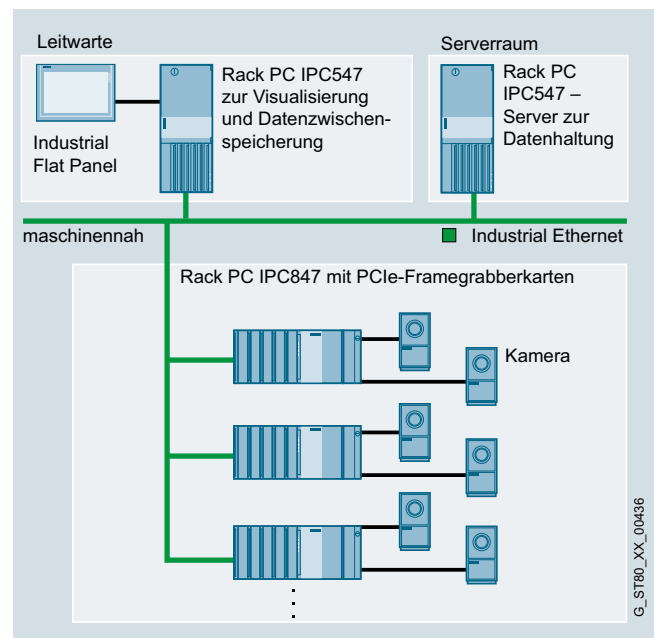 Leitwarte
Industrial
Flat Panel
Rack PC IPC547
zur Visualisierung
und Datenzwischen-
speicherung
Serverraum
Rack PC
IPC547 –
Server zur
Datenhaltung
maschinennah
Industrial Ethernet
Rack PC IPC847 mit PCIe-Framegrabberkarten
Kamera
G_ST80_XX_00436